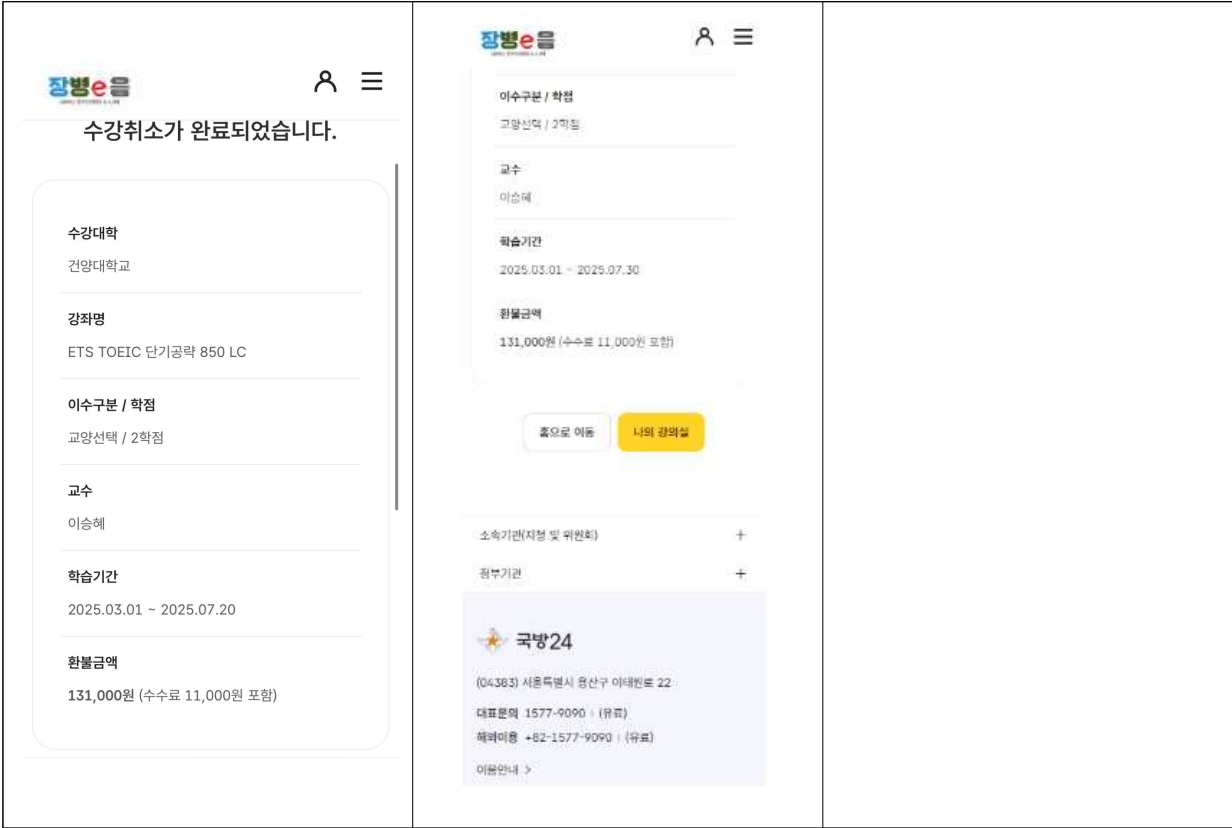 장병e음
수강취소가 완료되었습니다.
수강대학
건양대학교
강좌명
ETS TOEIC 단기공략 850 LC
이수구분 / 학점
교양선택 / 2학점
교수
이승혜
학습기간
2025.03.01 ~ 2025.07.20
환불금액
131,000원 (수수료 11,000원 포함)
장병e음
이수구분 / 학점
교양선택 / 2학점
교수
이승혜
학습기간
2025.03.01 ~ 2025.07.30
환불금액
131,000원 (수수료 11,000원 포함)
홈으로 이동
나의 강의실
소속기관(지청 및 위원회)
정부기관
국방24
(04383) 서울특별시 용산구 이태원로 22
대표문의 1577-9090 | (유료)
해외이용 +82-1577-9090 | (유료)
이용안내 >